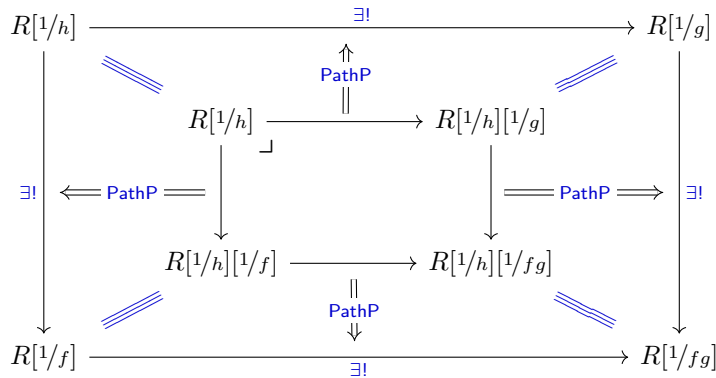 ∃!
R[1/h] R[1/g]
PathP
R[1/h] R[1/h][1/g]
∃! PathP PathP ∃!
R[1/h][1/f] R[1/h][1/fg]
PathP
R[1/f] R[1/fg]
∃!